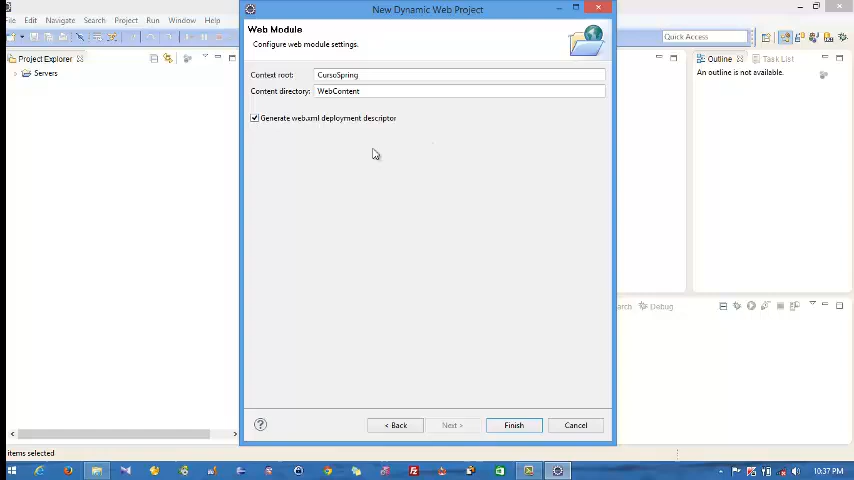 New Dynamic Web Project
File Edit Navigate Search Project Run Window Help
Web Module
Configure web module settings.
Quick Access
Project Explorer
Servers
Context root: CursoSpring
Content directory: WebContent
Generate web.xml deployment descriptor
Outline Task List
An outline is not available.
arch Debug
< Back Next > Finish Cancel
items selected
10:37 PM